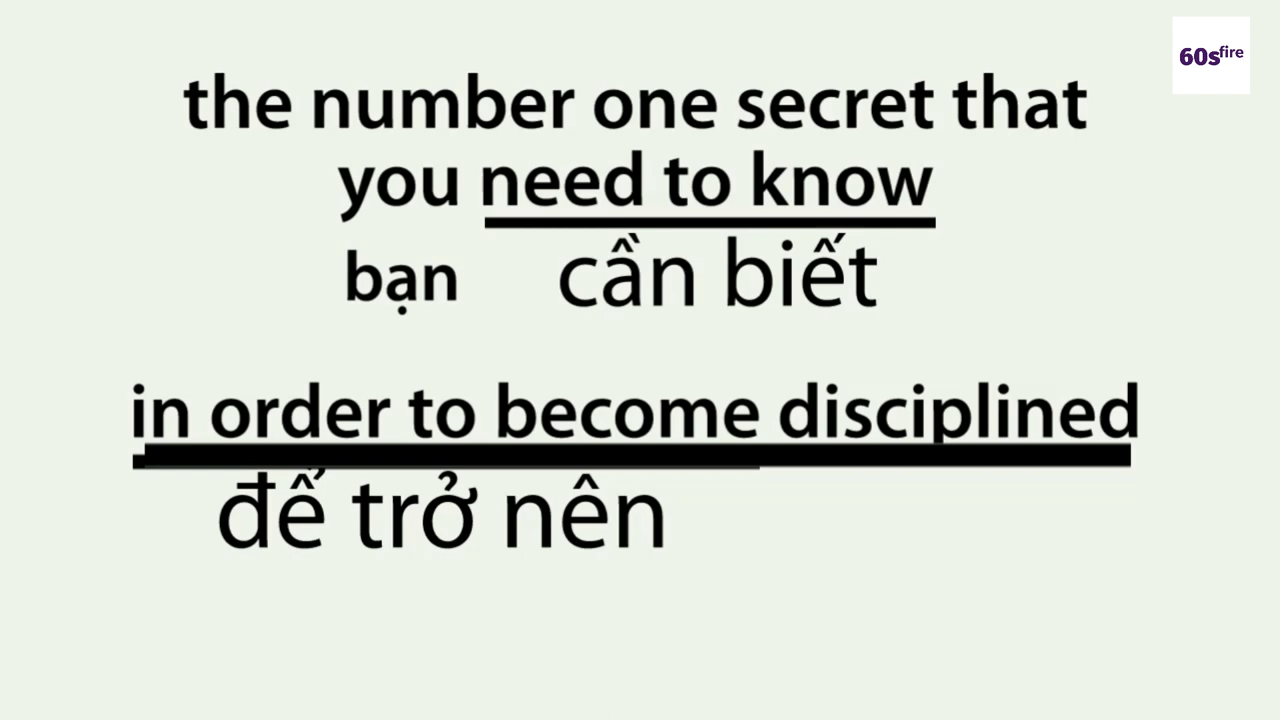 60sfire
the number one secret that
you need to know
bạn cần biết
in order to become disciplined
để trở nên